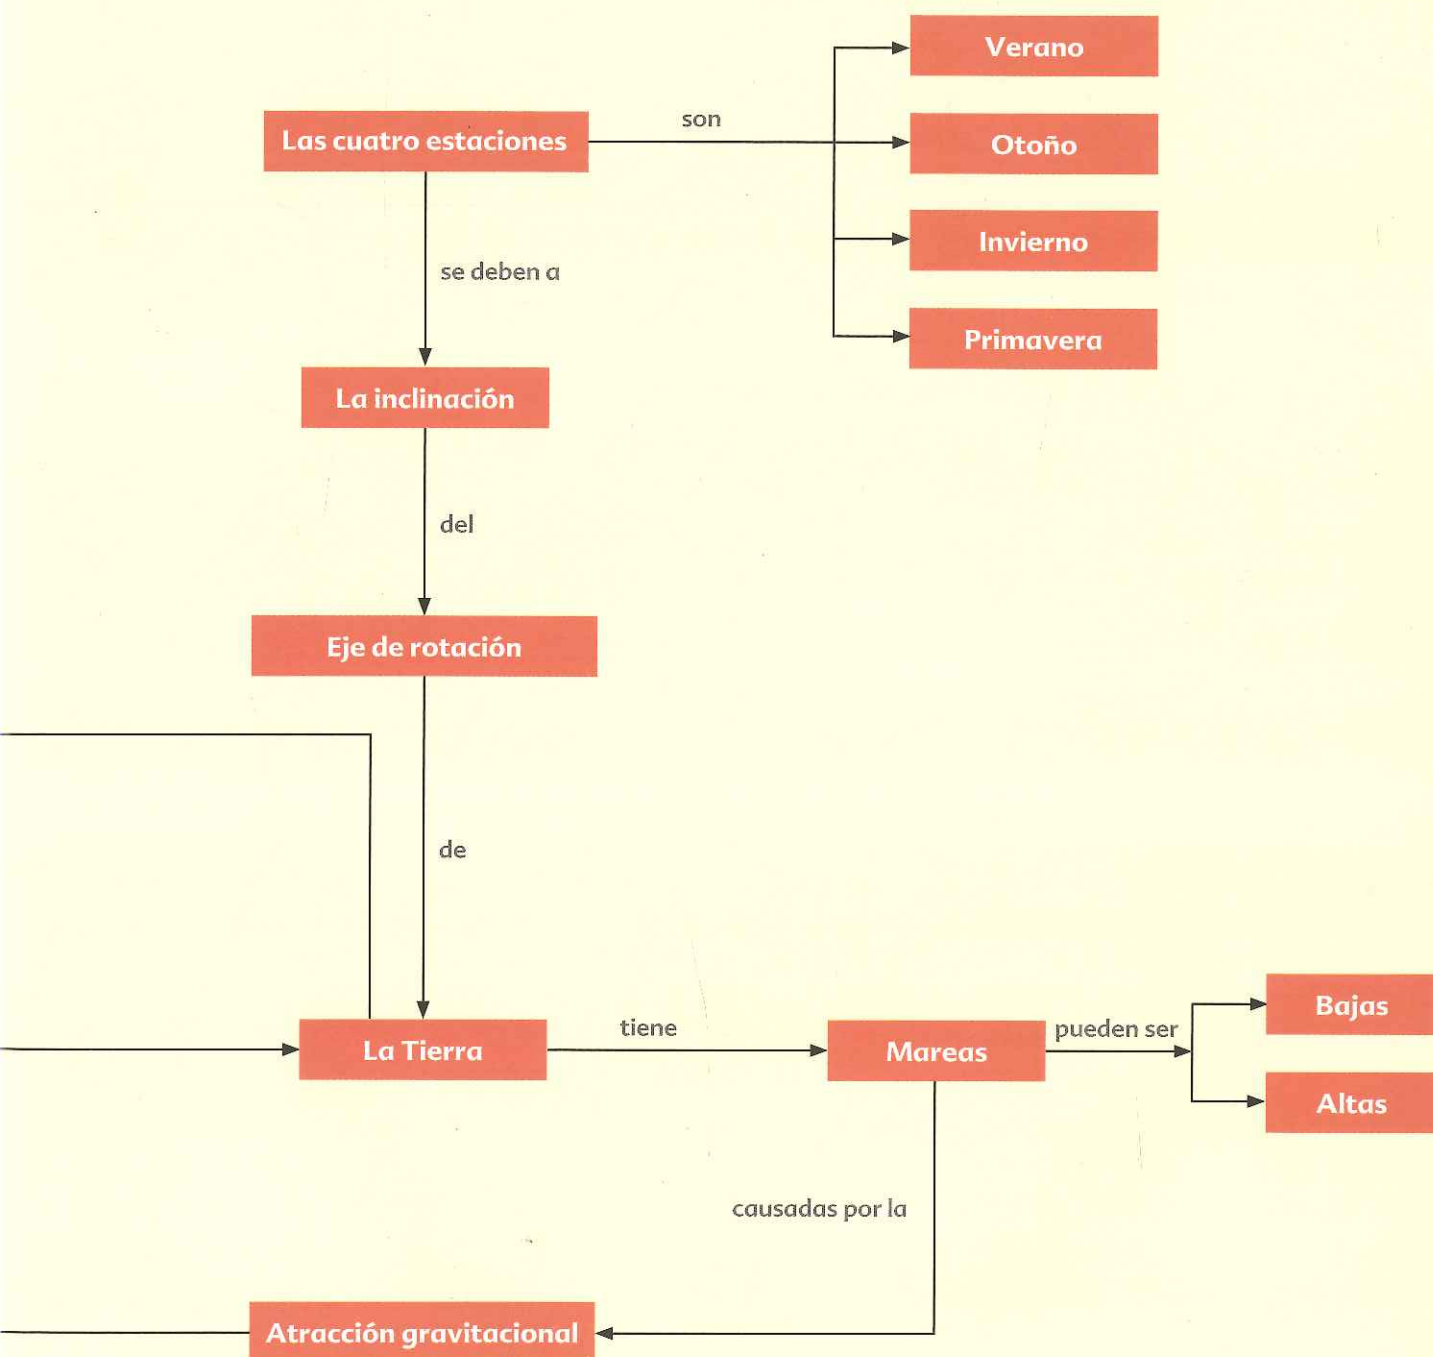 Verano
Las cuatro estaciones
son
Otoño
Invierno
se deben a
Primavera
La inclinación
del
Eje de rotación
de
La Tierra
tiene
Mareas
pueden ser
Bajas
Altas
causadas por la
Atracción gravitacional